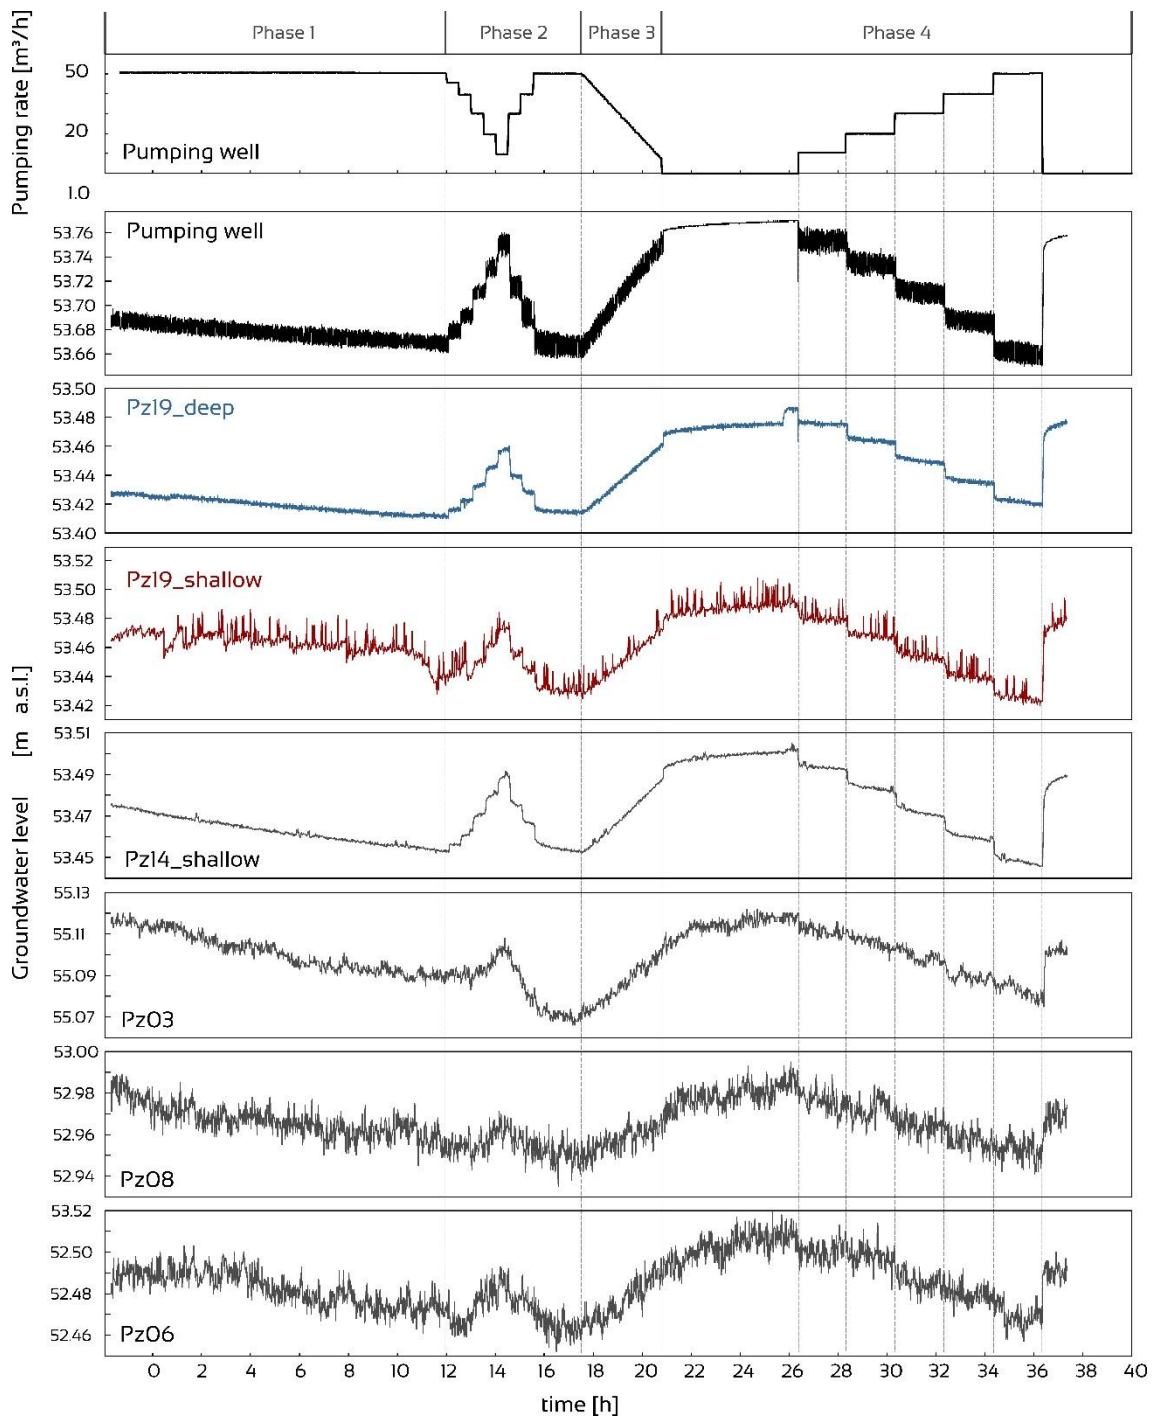 Phase 1 Phase 2 Phase 3 Phase 4
Pumping rate [m³/h]
50
20
1.0
Pumping well
Groundwater level [m a.s.l.]
Pumping well
53.76
53.74
53.72
53.70
53.68
53.66
Pz19_deep
53.50
53.48
53.46
53.44
53.42
53.40
Pz19_shallow
53.52
53.50
53.48
53.46
53.44
53.42
53.51
53.49
53.47
53.45
Pz14_shallow
55.13
55.11
55.09
55.07
Pz03
53.00
52.98
52.96
52.94
Pz08
53.52
52.50
52.48
52.46
Pz06
0 2 4 6 8 10 12 14 16 18 20 22 24 26 28 30 32 34 36 38 40
time [h]